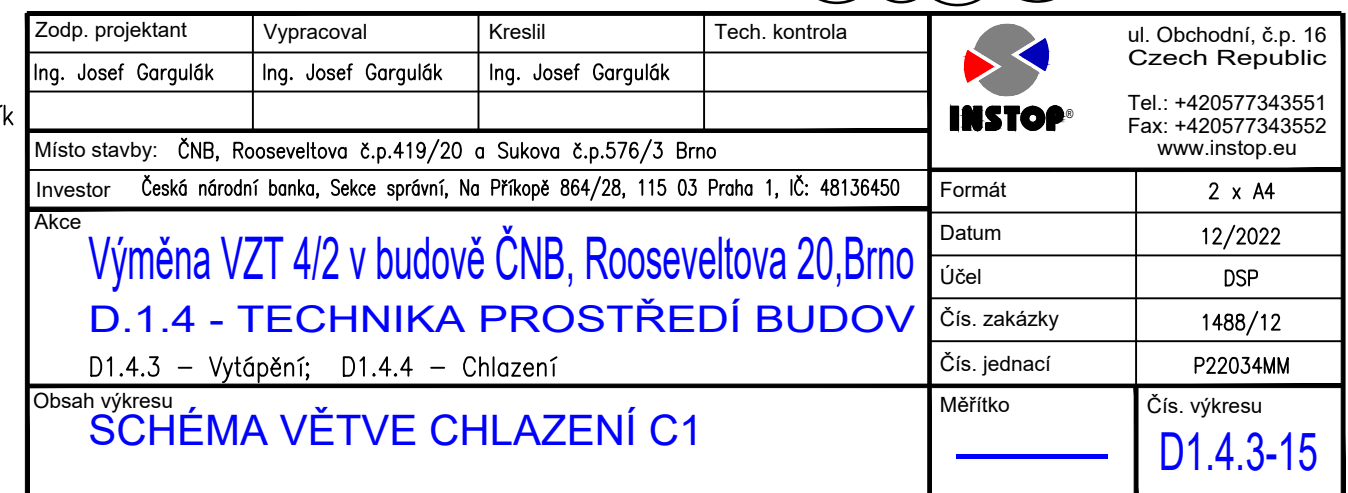 Zodp. projektant Vypracoval Kreslil Tech. kontrola
Ing. Josef Gargulák Ing. Josef Gargulák Ing. Josef Gargulák
Místo stavby: ČNB, Rooseveltova č.p.419/20 a Sukova č.p.576/3 Brno
Investor Česká národní banka, Sekce správní, Na Příkopě 864/28, 115 03 Praha 1, IČ: 48136450
Akce
Výměna VZT 4/2 v budově ČNB, Rooseveltova 20,Brno
D.1.4 - TECHNIKA PROSTŘEDÍ BUDOV
D1.4.3 – Vytápění; D1.4.4 – Chlazení
Obsah výkresu
SCHÉMA VĚTVE CHLAZENÍ C1
INSTOP®
ul. Obchodní, č.p. 16
Czech Republic
Tel.: +420577343551
Fax: +420577343552
www.instop.eu
Formát 2 x A4
Datum 12/2022
Účel DSP
Čís. zakázky 1488/12
Čís. jednací P22034MM
Měřítko
Čís. výkresu
D1.4.3-15